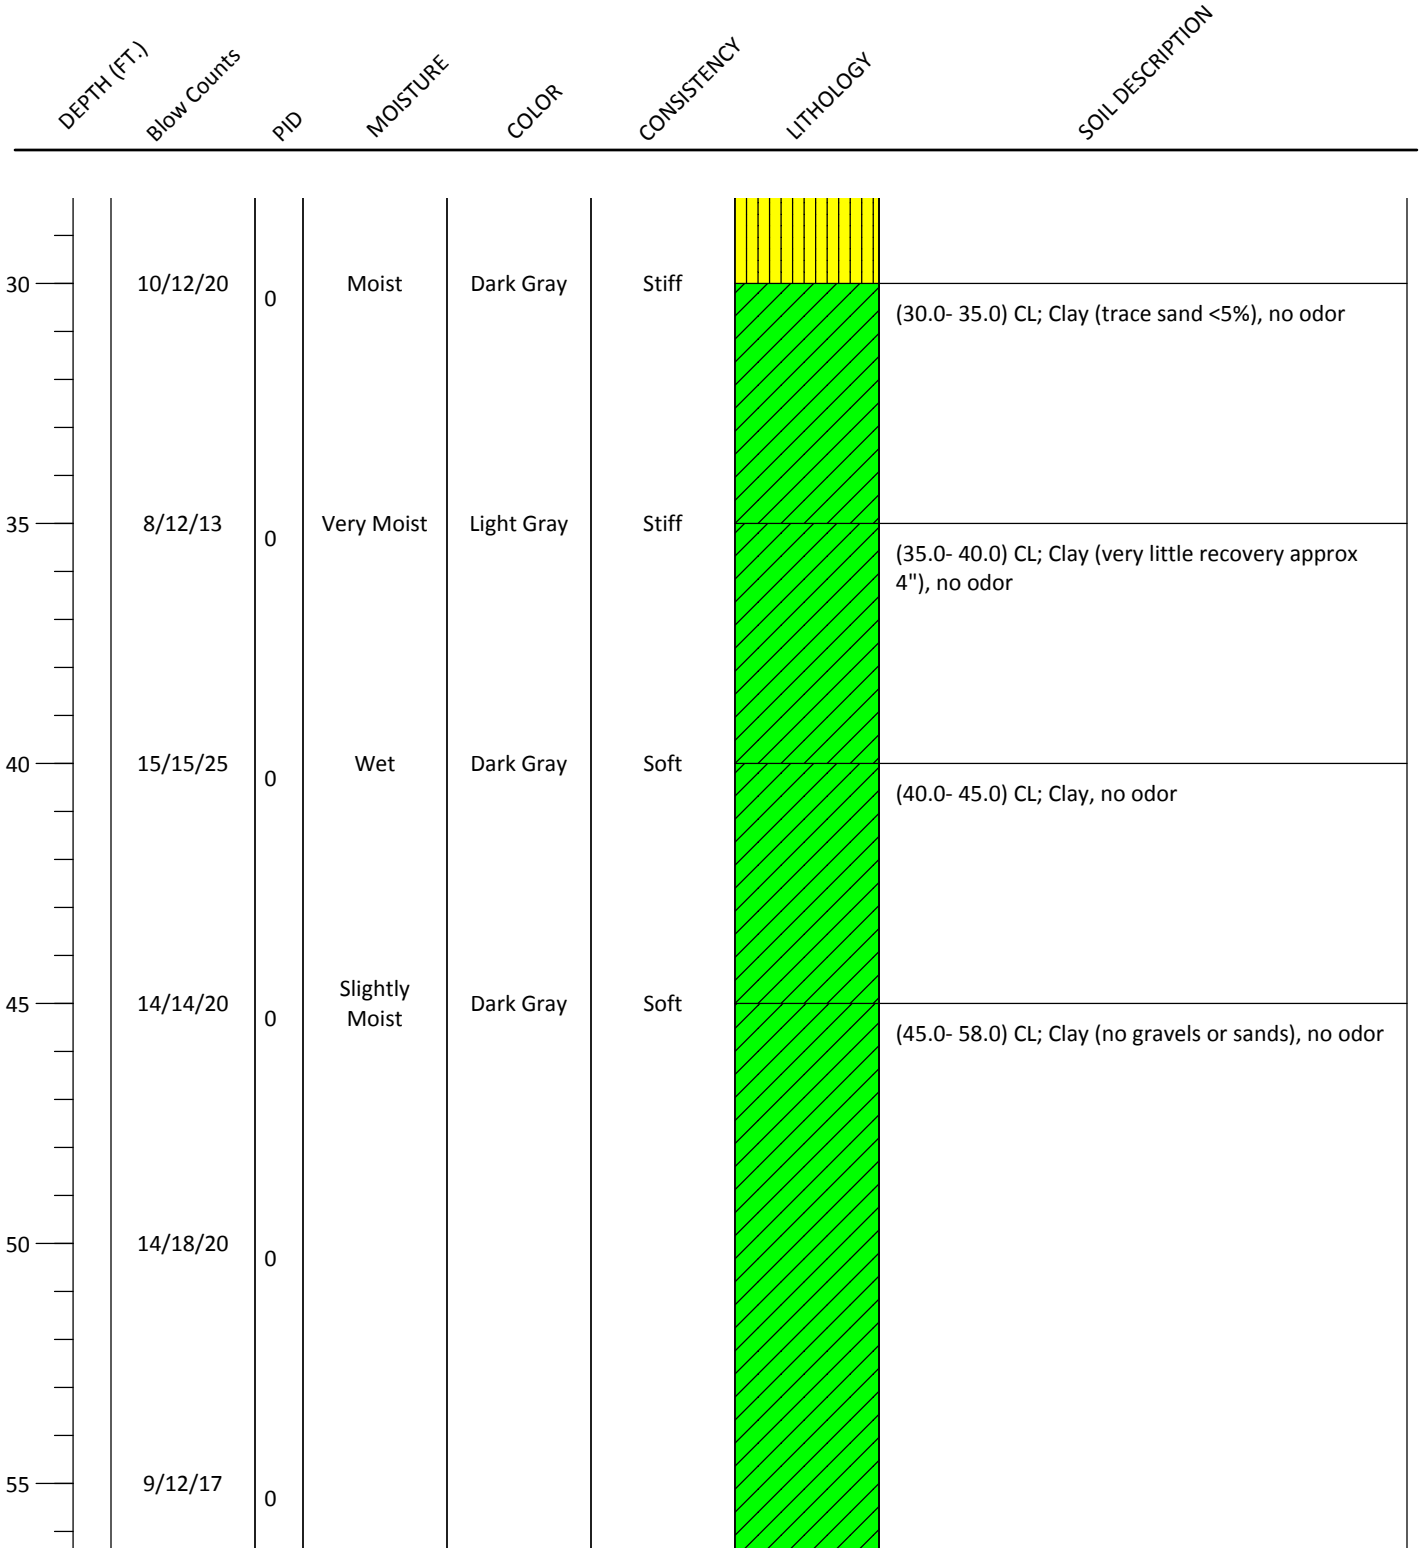 DEPTH (FT.) Blow Counts PID MOISTURE COLOR CONSISTENCY LITHOLOGY SOIL DESCRIPTION
30 10/12/20 0 Moist Dark Gray Stiff
(30.0- 35.0) CL; Clay (trace sand <5%), no odor
35 8/12/13 0 Very Moist Light Gray Stiff
(35.0- 40.0) CL; Clay (very little recovery approx
4"), no odor
40 15/15/25 0 Wet Dark Gray Soft
(40.0- 45.0) CL; Clay, no odor
45 14/14/20 0 Slightly
Moist Dark Gray Soft
(45.0- 58.0) CL; Clay (no gravels or sands), no odor
50 14/18/20 0
55 9/12/17 0